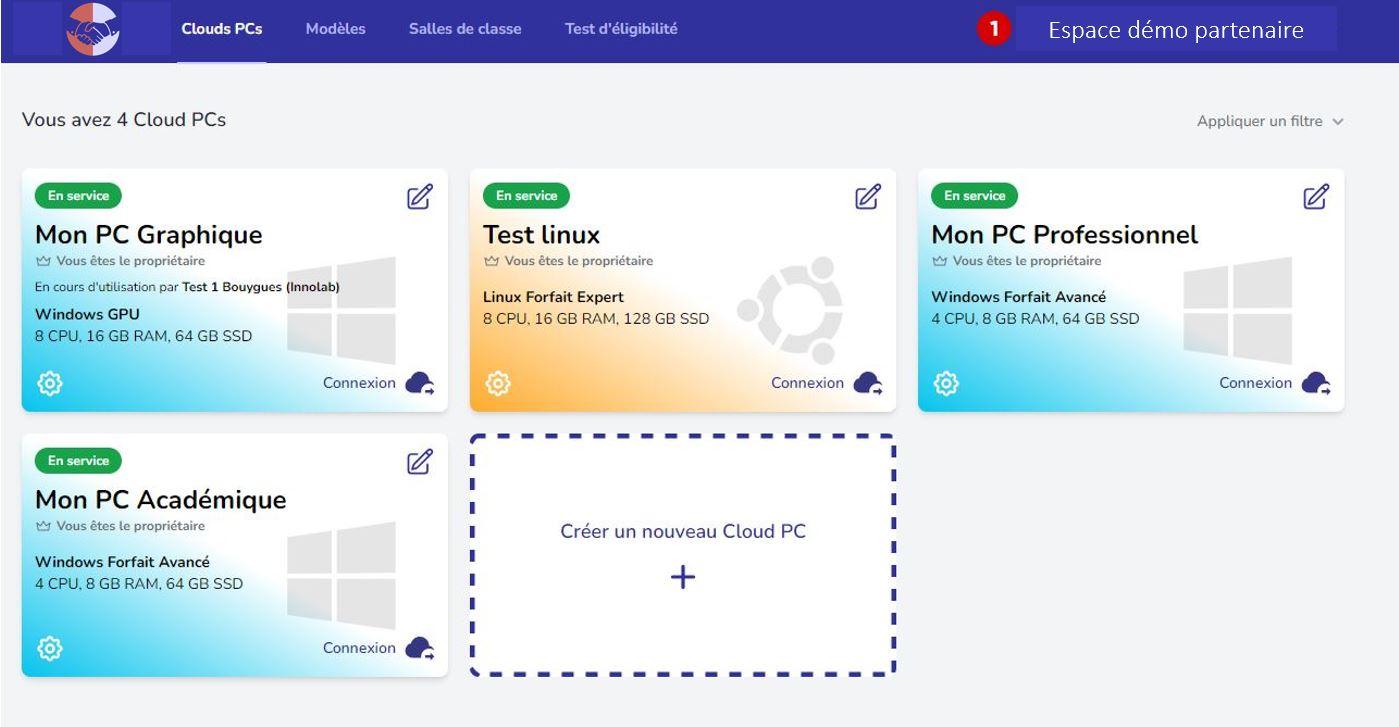 Clouds PCs Modèles Salles de classe Test d'éligibilité 1 Espace démo partenaire
Vous avez 4 Cloud PCs
Appliquer un filtre
En service
Mon PC Graphique
Vous êtes le propriétaire
En cours d'utilisation par Test 1 Bouygues (Innolab)
Windows GPU
8 CPU, 16 GB RAM, 64 GB SSD
Connexion
En service
Test linux
Vous êtes le propriétaire
Linux Forfait Expert
8 CPU, 16 GB RAM, 128 GB SSD
Connexion
En service
Mon PC Professionnel
Vous êtes le propriétaire
Windows Forfait Avancé
4 CPU, 8 GB RAM, 64 GB SSD
Connexion
En service
Mon PC Académique
Vous êtes le propriétaire
Windows Forfait Avancé
4 CPU, 8 GB RAM, 64 GB SSD
Connexion
Créer un nouveau Cloud PC